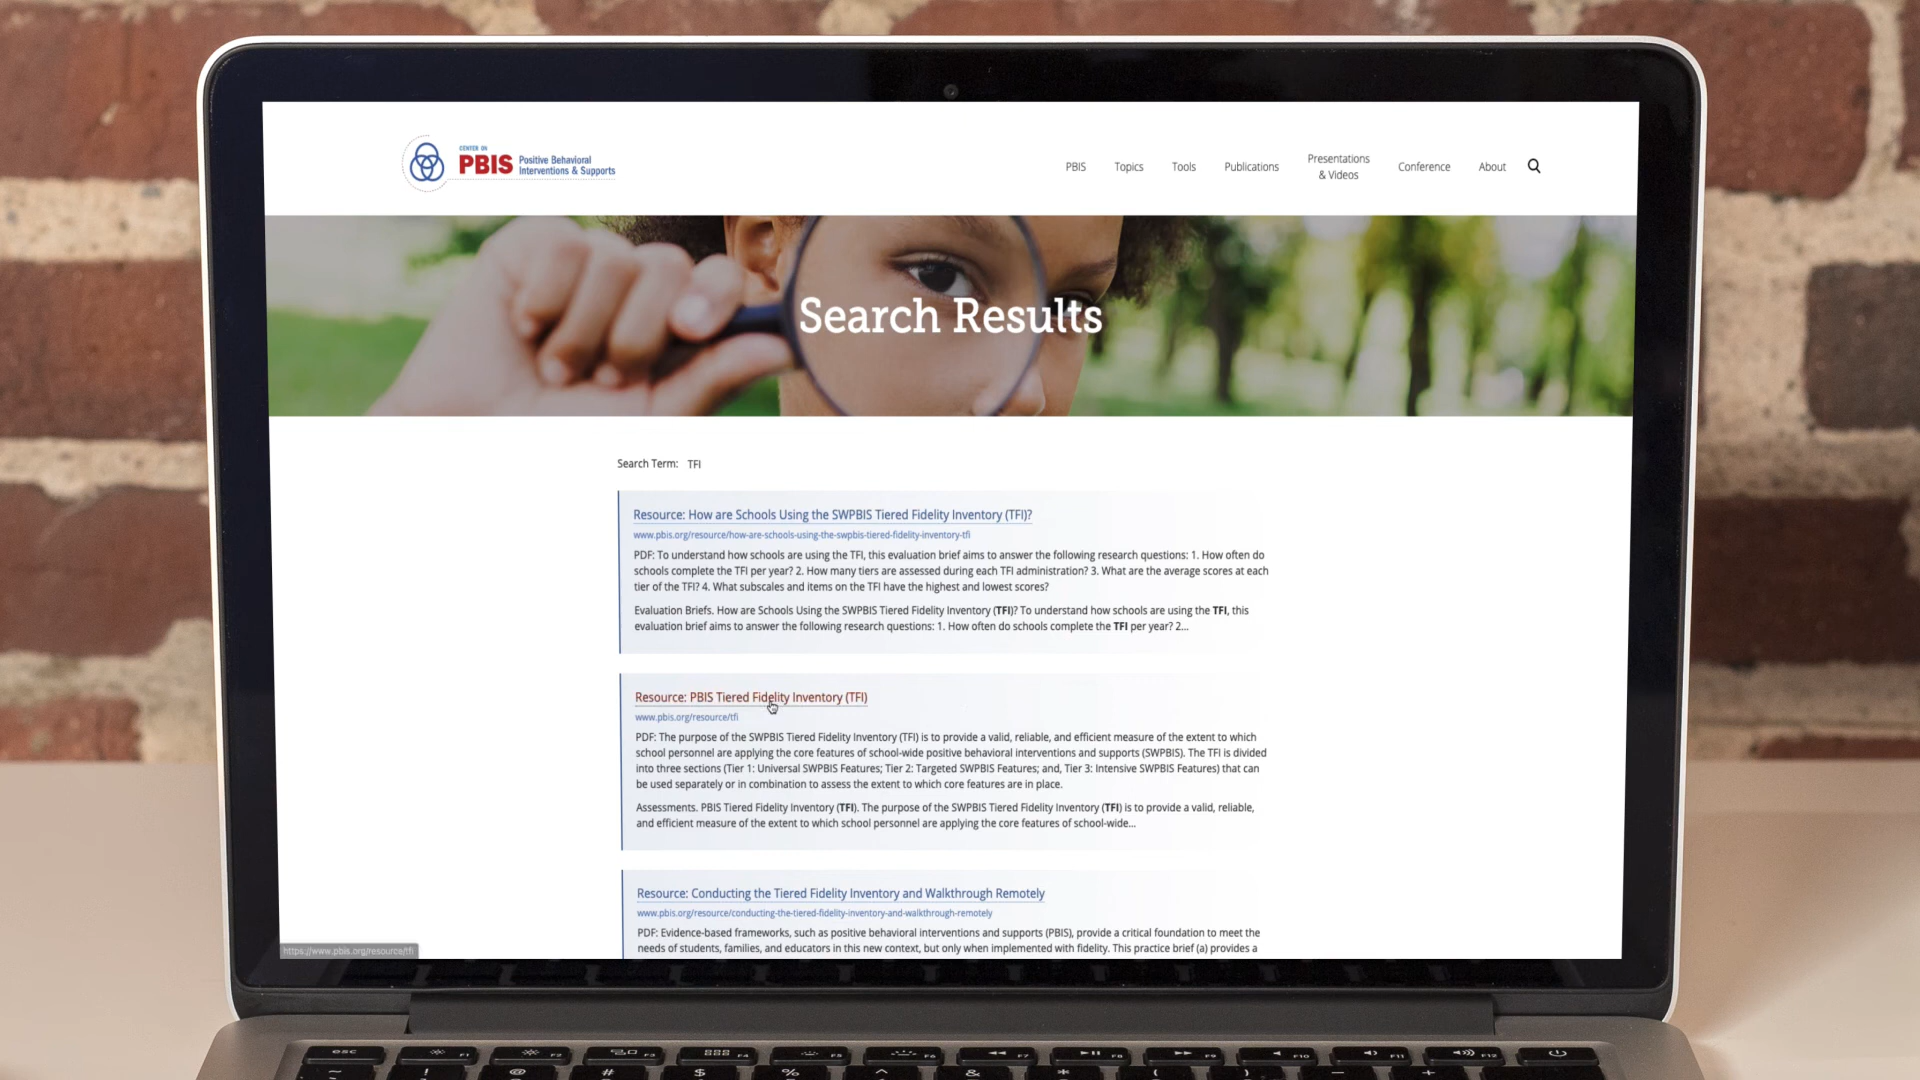 CENTER ON
PBIS Positive Behavioral
Interventions & Supports
PBIS
Topics
Tools
Publications
Presentations
& Videos
Conference
About
Search Results
Search Term: TFI
Resource: How are Schools Using the SWPBIS Tiered Fidelity Inventory (TFI)?
www.pbis.org/resource/how-are-schools-using-the-swpbis-tiered-fidelity-inventory-tfi
PDF: To understand how schools are using the TFI, this evaluation brief aims to answer the following research questions: 1. How often do
schools complete the TFI per year? 2. How many tiers are assessed during each TFI administration? 3. What are the average scores at each
tier of the TFI? 4. What subscales and items on the TFI have the highest and lowest scores?
Evaluation Briefs. How are Schools Using the SWPBIS Tiered Fidelity Inventory (TFI)? To understand how schools are using the TFI, this
evaluation brief aims to answer the following research questions: 1. How often do schools complete the TFI per year? 2...
Resource: PBIS Tiered Fidelity Inventory (TFI)
www.pbis.org/resource/tfi
PDF: The purpose of the SWPBIS Tiered Fidelity Inventory (TFI) is to provide a valid, reliable, and efficient measure of the extent to which
school personnel are applying the core features of school-wide positive behavioral interventions and supports (SWPBIS). The TFI is divided
into three sections (Tier 1: Universal SWPBIS Features; Tier 2: Targeted SWPBIS Features; and, Tier 3: Intensive SWPBIS Features) that can
be used separately or in combination to assess the extent to which core features are in place.
Assessments. PBIS Tiered Fidelity Inventory (TFI). The purpose of the SWPBIS Tiered Fidelity Inventory (TFI) is to provide a valid, reliable,
and efficient measure of the extent to which school personnel are applying the core features of school-wide...
Resource: Conducting the Tiered Fidelity Inventory and Walkthrough Remotely
www.pbis.org/resource/conducting-the-tiered-fidelity-inventory-and-walkthrough-remotely
PDF: Evidence-based frameworks, such as positive behavioral interventions and supports (PBIS), provide a critical foundation to meet the
needs of students, families, and educators in this new context, but only when implemented with fidelity. This practice brief (a) provides a
https://www.pbis.org/resource/tfi
esc F1 F2 F3 F4 F5 F6 F7 F8 F9 F10 F11 F12
~ ! @ # $ % ^ & * ( ) — +